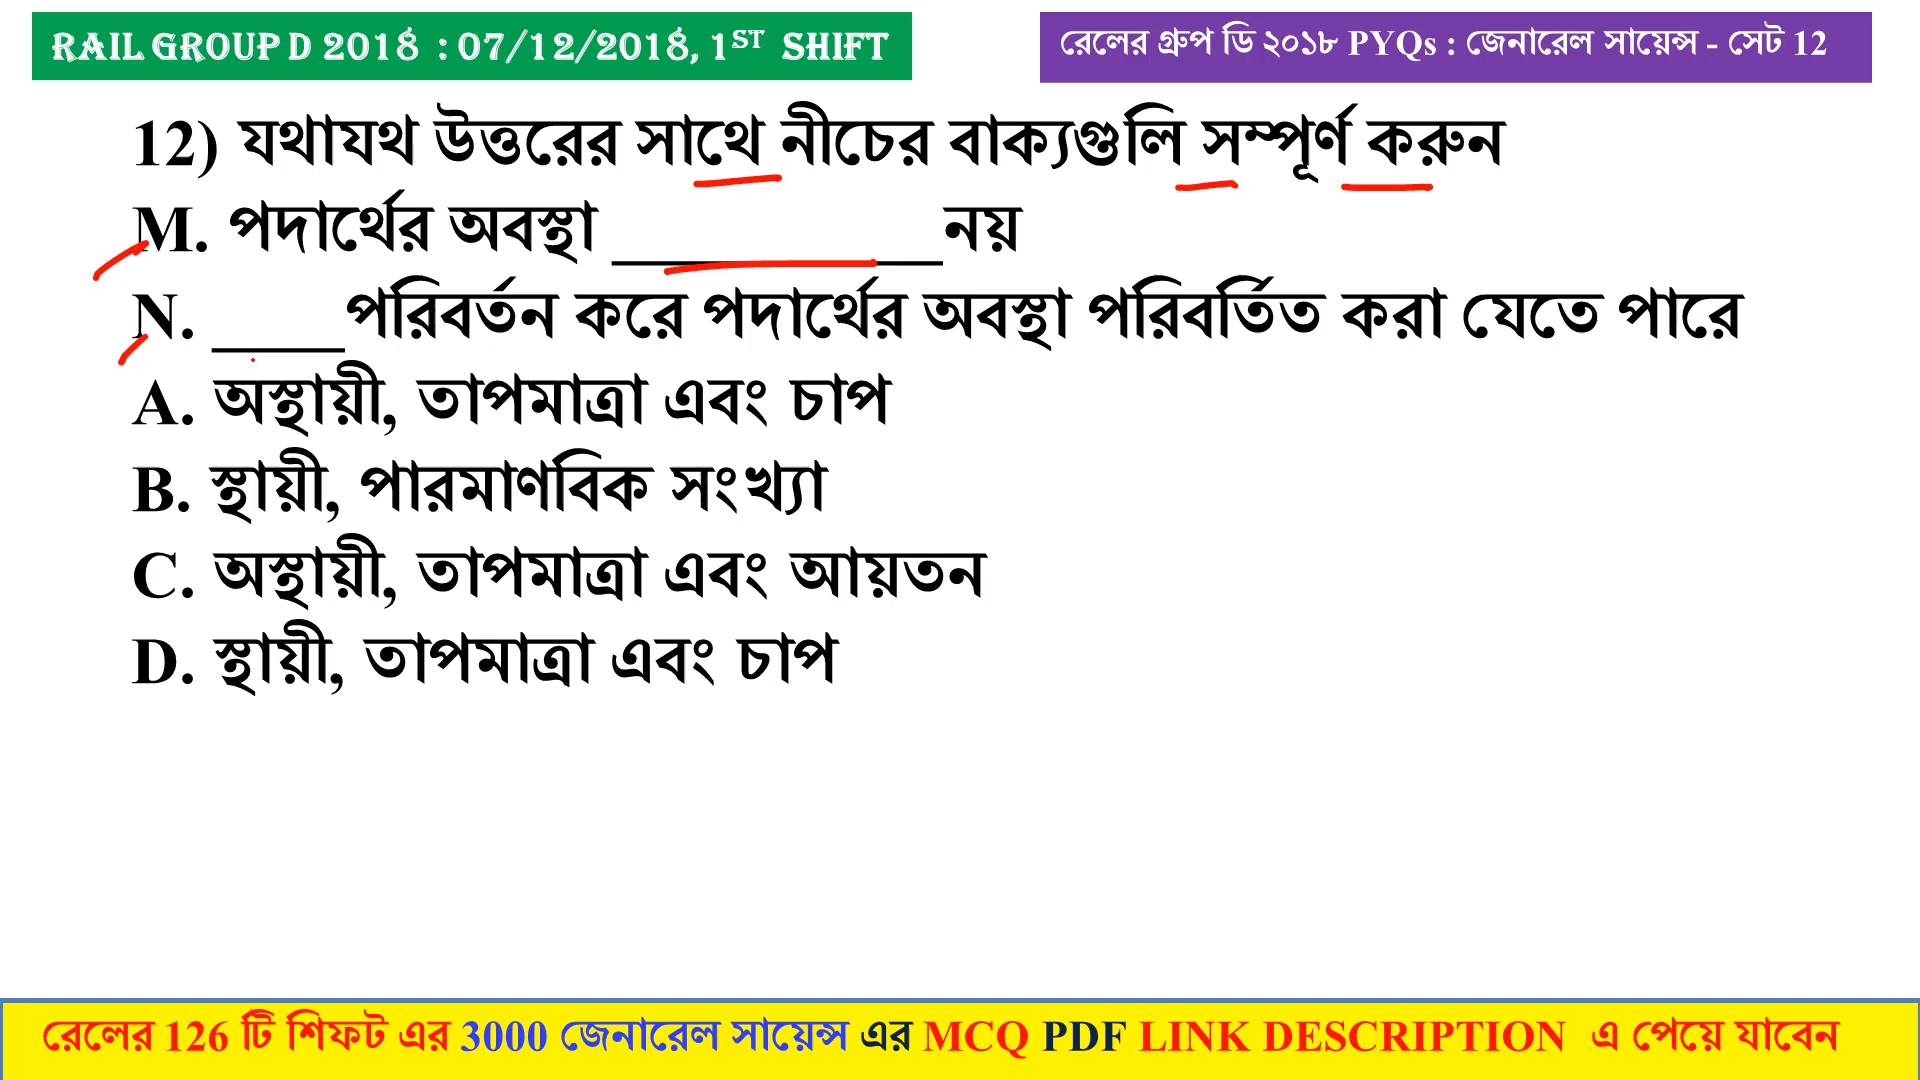 RAIL GROUP D 2018 : 07/12/2018, 1ST SHIFT
রেলের গ্রুপ ডি ২০১৮ PYQs : জেনারেল সায়েন্স - সেট 12
12) যথাযথ উত্তরের সাথে নীচের বাক্যগুলি সম্পূর্ণ করুন
M. পদার্থের অবস্থা __________নয়
N. ____পরিবর্তন করে পদার্থের অবস্থা পরিবর্তিত করা যেতে পারে
A. অস্থায়ী, তাপমাত্রা এবং চাপ
B. স্থায়ী, পারমাণবিক সংখ্যা
C. অস্থায়ী, তাপমাত্রা এবং আয়তন
D. স্থায়ী, তাপমাত্রা এবং চাপ
রেলের 126 টি শিফট এর 3000 জেনারেল সায়েন্স এর MCQ PDF LINK DESCRIPTION এ পেয়ে যাবেন